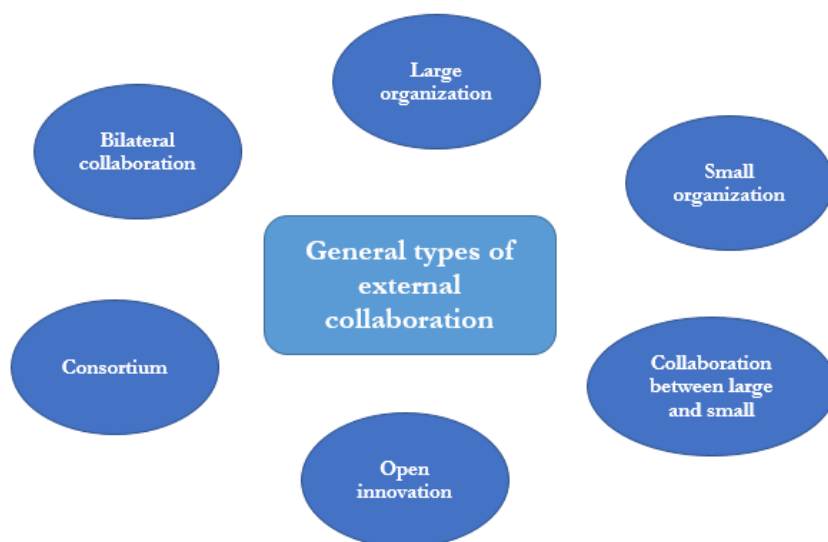 Large
organization
Bilateral
collaboration
Small
organization
General types of
external
collaboration
Consortium
Collaboration
between large
and small
Open
innovation